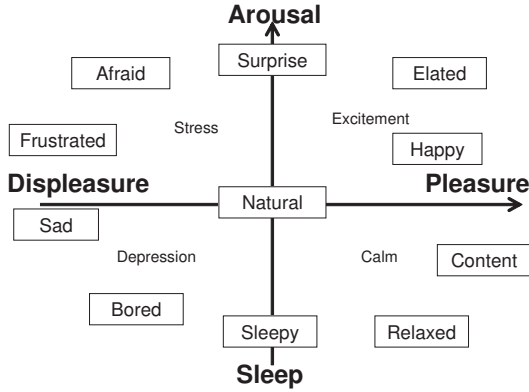 Arousal
Surprise
Afraid
Elated
Excitement
Stress
Frustrated
Happy
Displeasure
Pleasure
Natural
Sad
Depression
Calm
Content
Bored
Sleepy
Relaxed
Sleep